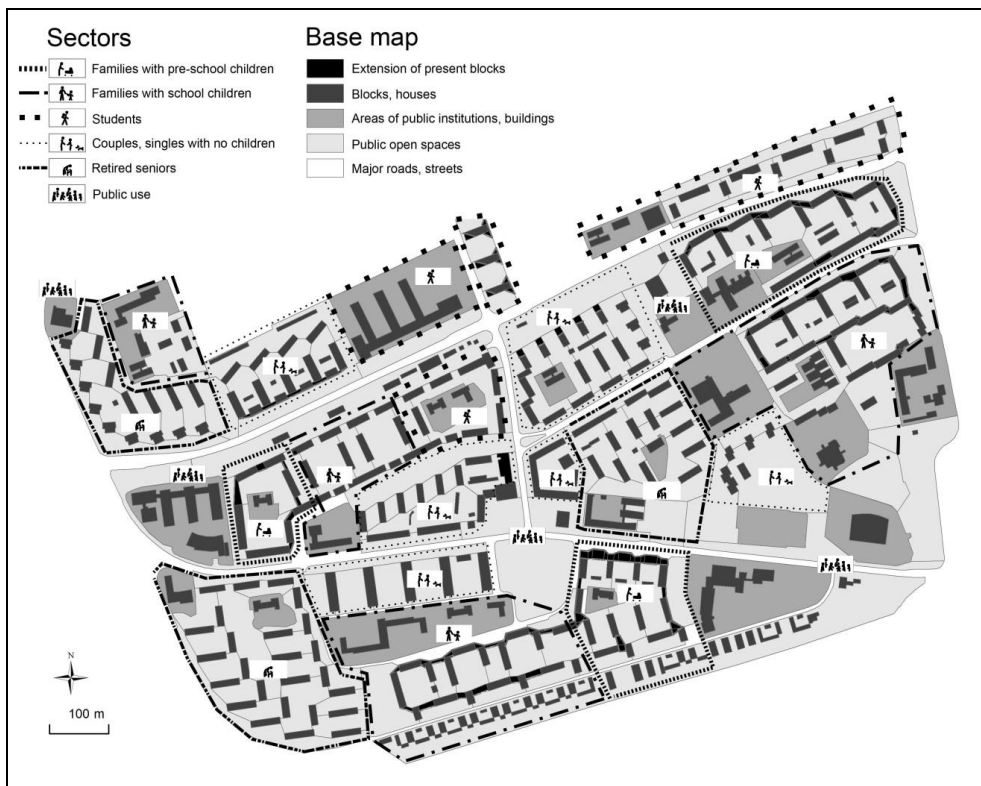 Sectors
Families with pre-school children
Families with school children
Students
Couples, singles with no children
Retired seniors
Public use
Base map
Extension of present blocks
Blocks, houses
Areas of public institutions, buildings
Public open spaces
Major roads, streets
N
100 m